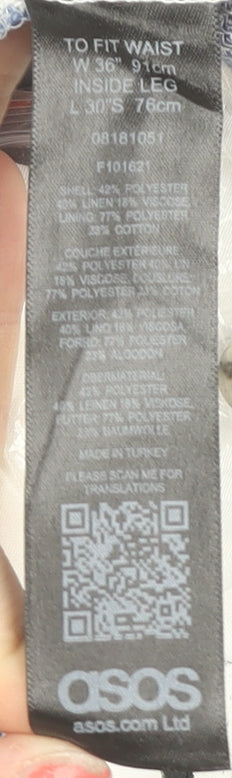 TO FIT WAIST
W 36" 91cm
INSIDE LEG
L 30"S 76cm
08181051
F101621
SHELL: 42% POLYESTER
40% LINEN 18% VISCOSE,
LINING: 77% POLYESTER
COTTON
COUCHE EXTÉRIEURE:
42% POLYESTER 40% LIN
18% VISCOSE, DOUBLURE:
77% POLYESTER 23% COTON
EXTERIOR: 42% POLIESTER
40% LINO 18% VISCOSA,
FORRO: 77% POLIESTER
23% ALGODON
OBERMATERIAL:
42% POLYESTER
40% LEINEN 18% VISKOSE,
FUTTER: 77% POLYESTER
23% BAUMWOLLE
MADE IN TURKEY
PLEASE SCAN ME FOR
TRANSLATIONS
asos
asos.com Ltd